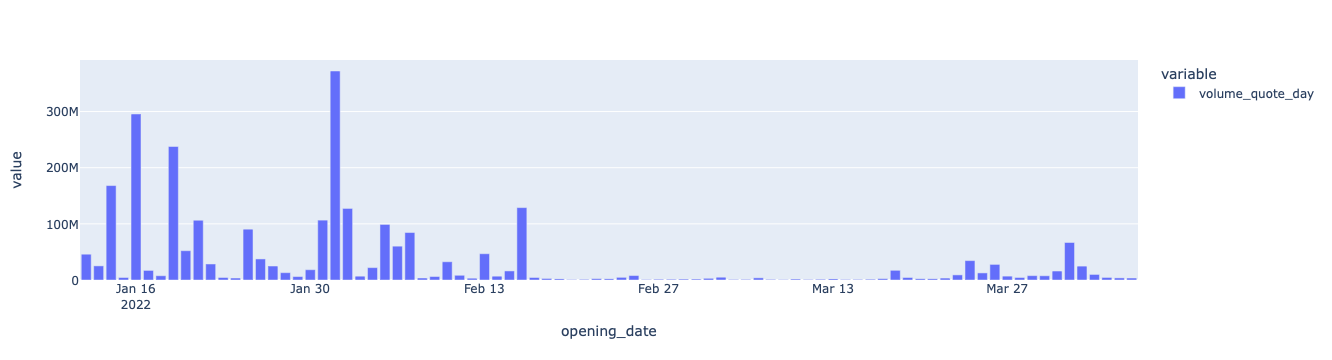 variable
volume_quote_day
300M
200M
100M
0
value
Jan 16
2022
Jan 30
Feb 13
Feb 27
Mar 13
Mar 27
opening_date